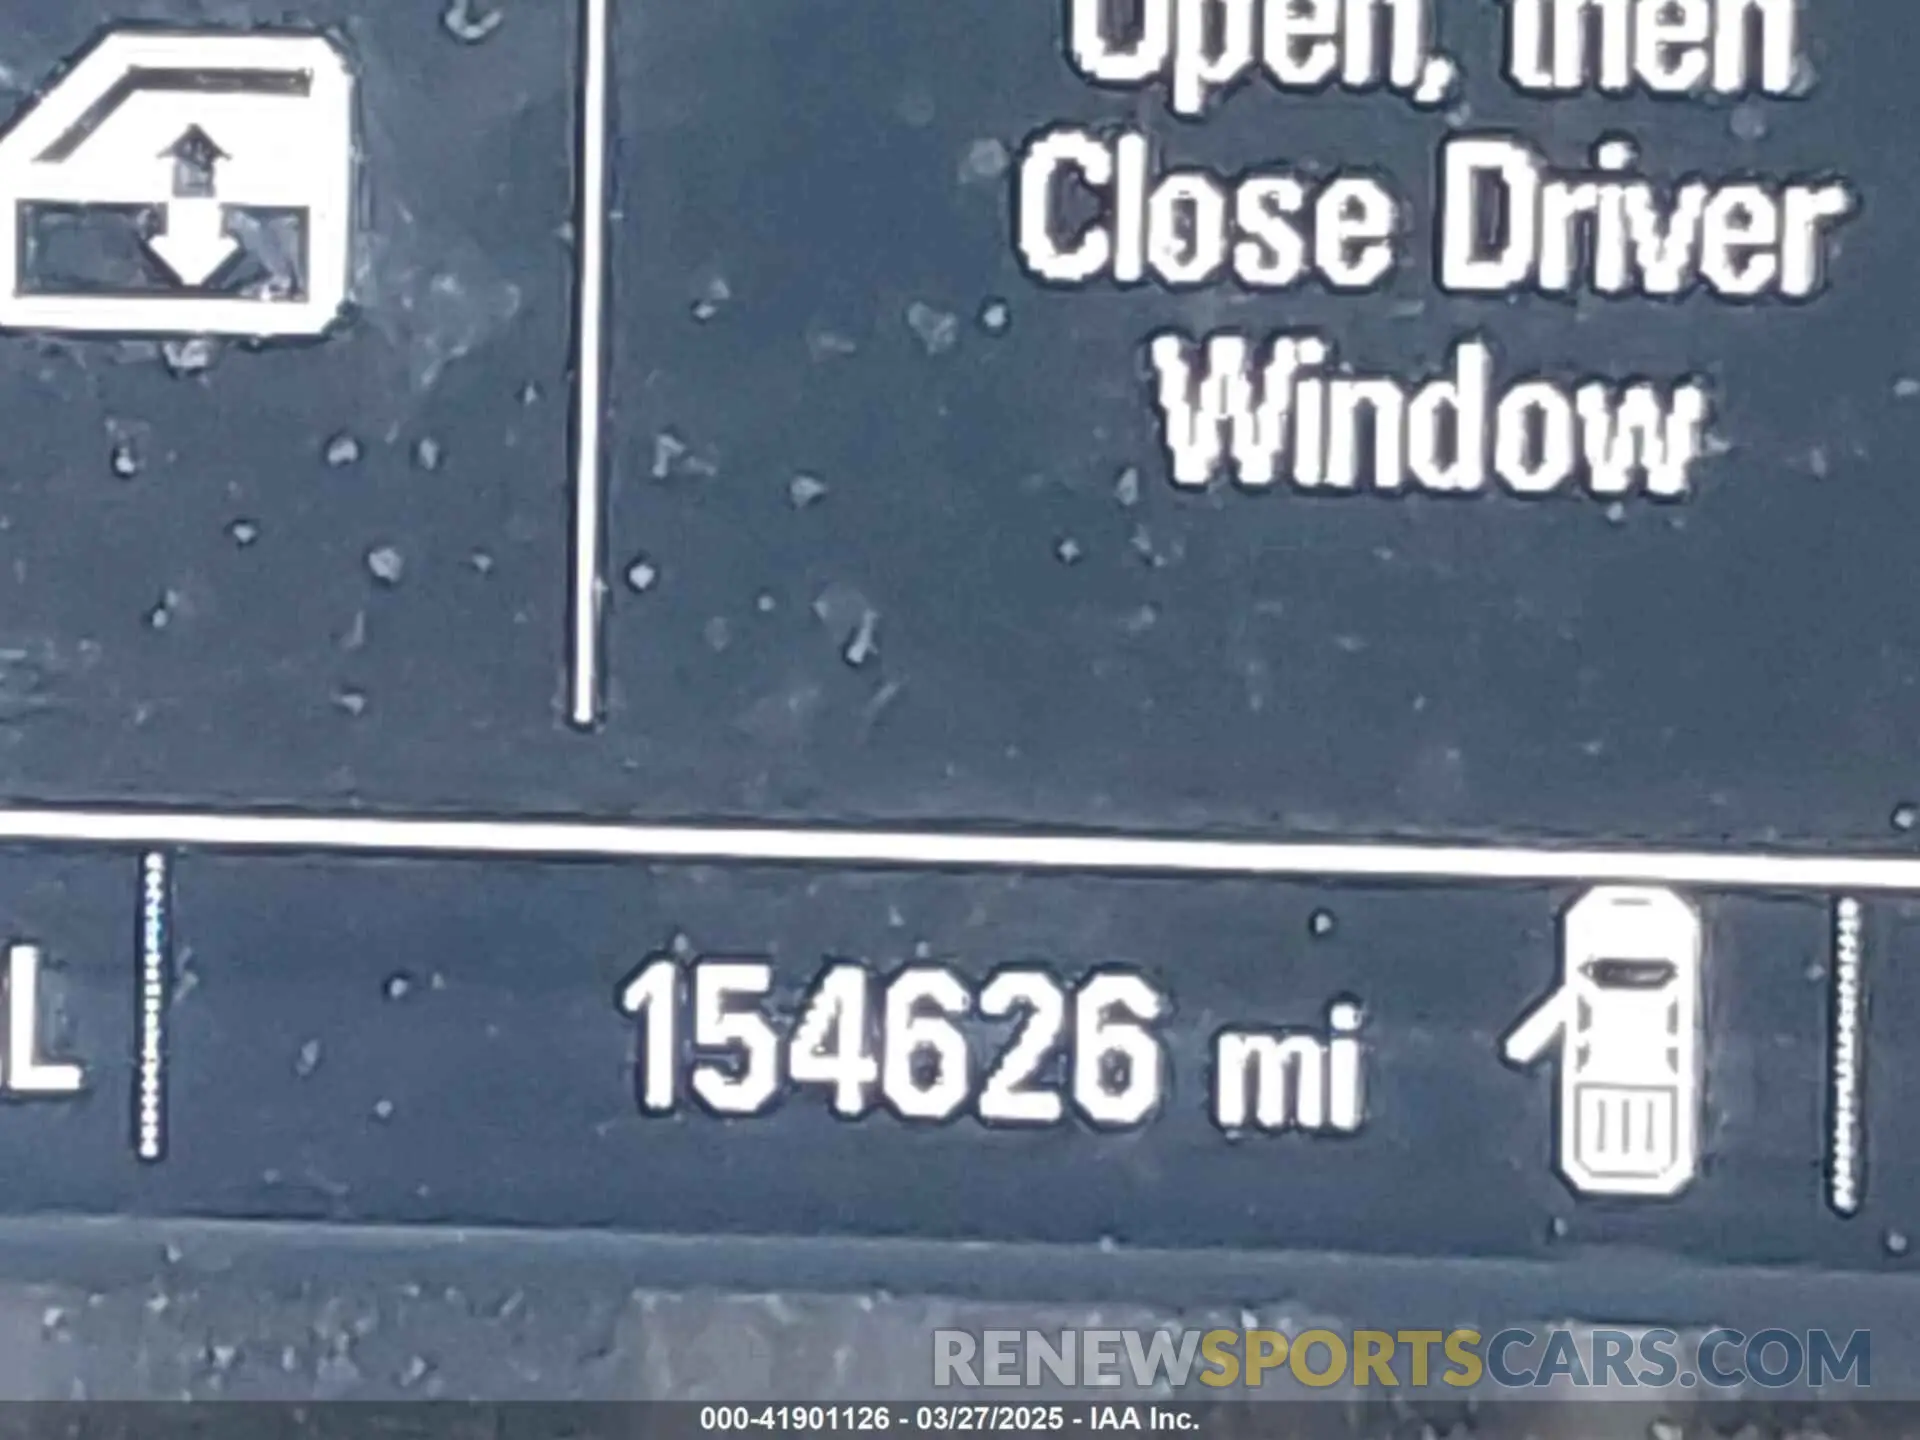 Open, then
Close Driver
Window
L
154626 mi
RENEWSPORTSCARS.COM
000-41901126 - 03/27/2025 - IAA Inc.